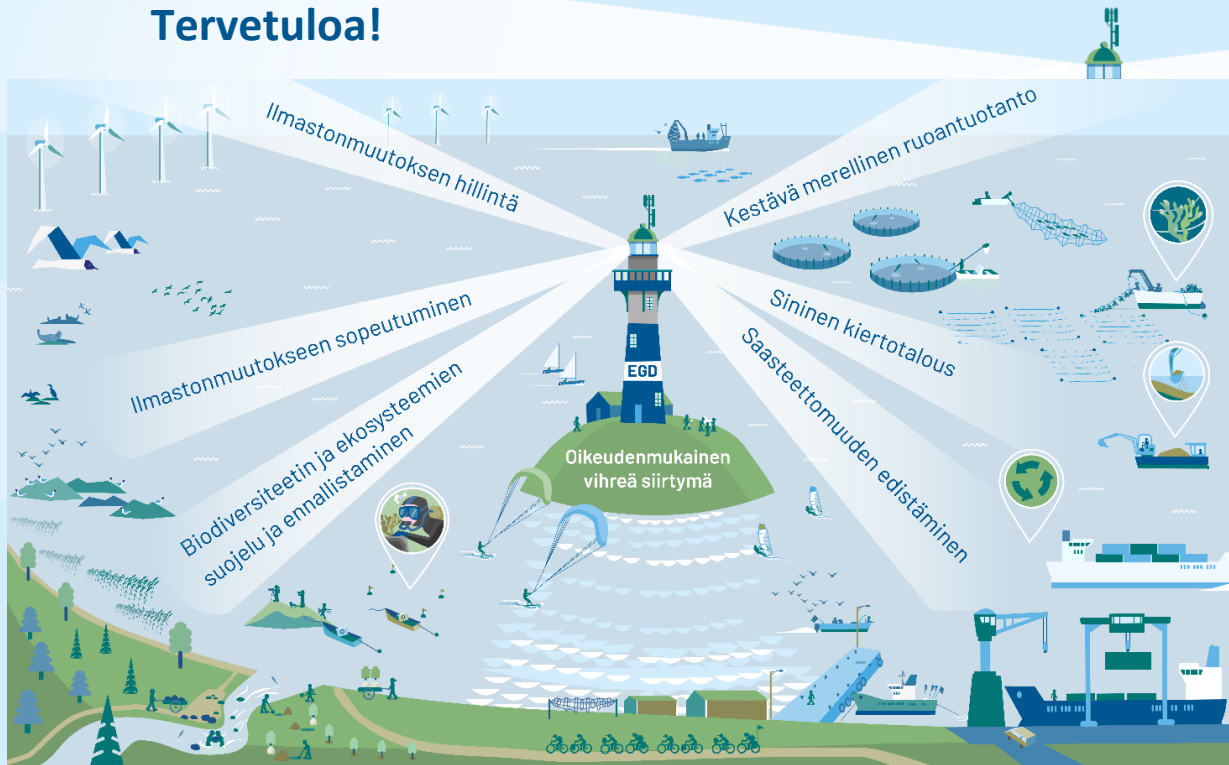 Tervetuloa!
Ilmastonmuutoksen hillintä
Kestävä merellinen ruoantuotanto
Ilmastonmuutokseen sopeutuminen
Sininen kiertotalous
Biodiversiteetin ja ekosysteemien
suojelu ja ennallistaminen
Saasteettomuuden edistäminen
EGD
Oikeudenmukainen
vihreä siirtymä